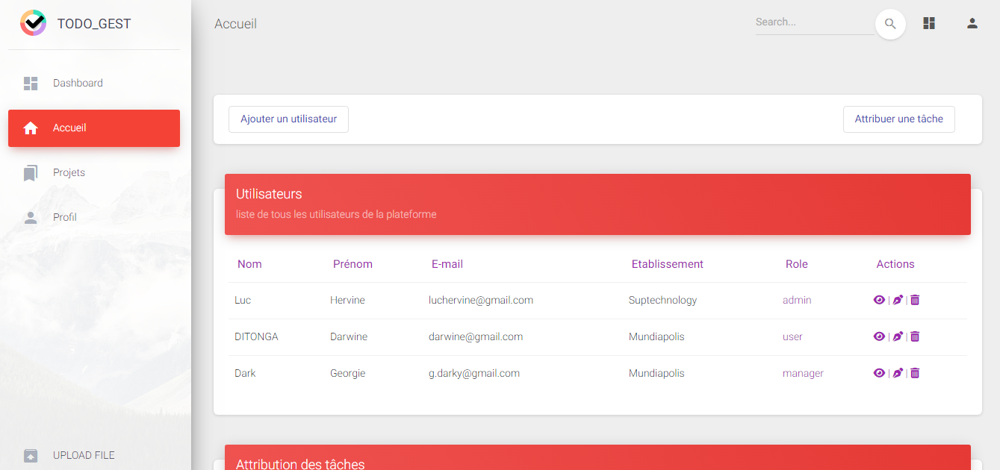 TODO_GEST
Dashboard
Accueil
Projets
Profil
UPLOAD FILE
Accueil
Search...
Ajouter un utilisateur
Attribuer une tâche
Utilisateurs
liste de tous les utilisateurs de la plateforme
Nom Prénom E-mail Etablissement Role Actions
Luc Hervine luchervine@gmail.com Suptechnology admin | |
DITONGA Darwine darwine@gmail.com Mundiapolis user | |
Dark Georgie g.darky@gmail.com Mundiapolis manager | |
Attribution des tâches